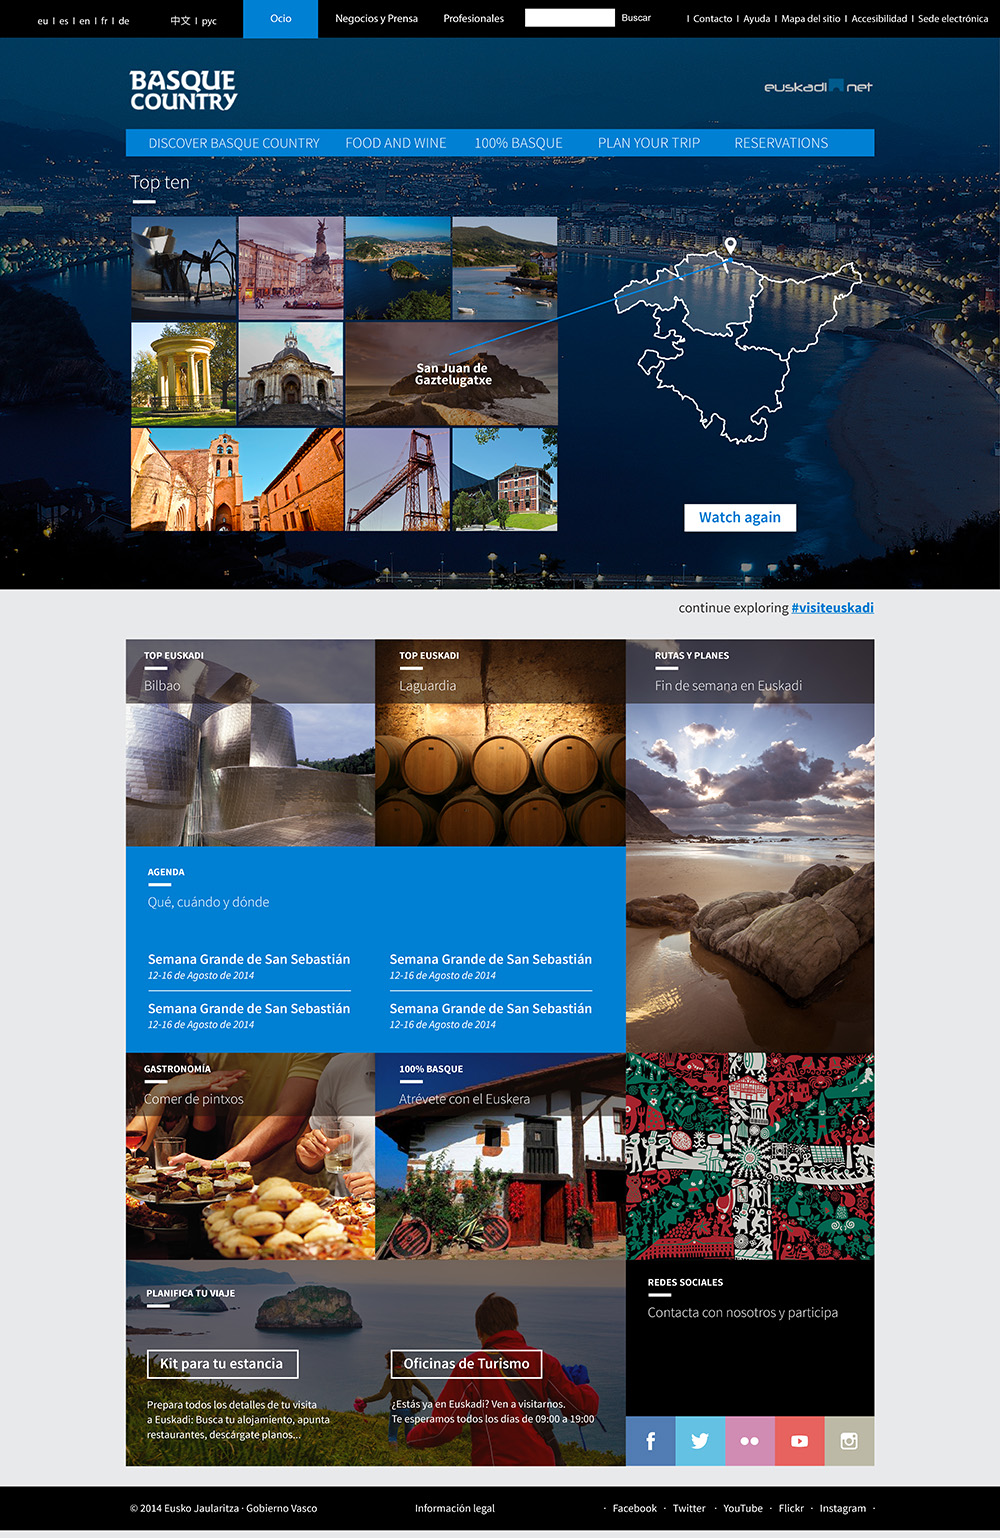 eu I es I en I fr I de
中文 I рус
Ocio
Negocios y Prensa
Profesionales
Buscar
I Contacto I Ayuda I Mapa del sitio I Accesibilidad I Sede electrónica
BASQUE
COUNTRY
euskadi net
DISCOVER BASQUE COUNTRY
FOOD AND WINE
100% BASQUE
PLAN YOUR TRIP
RESERVATIONS
Top ten
San Juan de
Gaztelugatxe
Watch again
continue exploring #visiteuskadi
TOP EUSKADI
Bilbao
TOP EUSKADI
Laguardia
RUTAS Y PLANES
Fin de semana en Euskadi
AGENDA
Qué, cuándo y dónde
Semana Grande de San Sebastián
12-16 de Agosto de 2014
Semana Grande de San Sebastián
12-16 de Agosto de 2014
Semana Grande de San Sebastián
12-16 de Agosto de 2014
Semana Grande de San Sebastián
12-16 de Agosto de 2014
GASTRONOMÍA
Comer de pintxos
100% BASQUE
Atrévete con el Euskera
PLANIFICA TU VIAJE
Kit para tu estancia
Prepara todos los detalles de tu visita
a Euskadi: Busca tu alojamiento, apunta
restaurantes, descárgate planos...
Oficinas de Turismo
¿Estás ya en Euskadi? Ven a visitarnos.
Te esperamos todos los días de 09:00 a 19:00
REDES SOCIALES
Contacta con nosotros y participa
© 2014 Eusko Jaularitza · Gobierno Vasco
Información legal
· Facebook · Twitter · YouTube · Flickr · Instagram ·